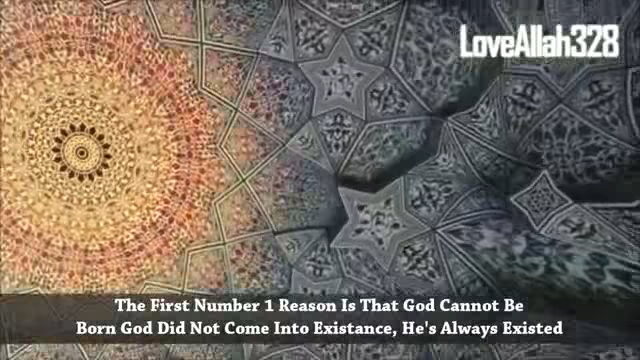 LoveAllah328
The First Number 1 Reason Is That God Cannot Be
Born God Did Not Come Into Existance, He's Always Existed